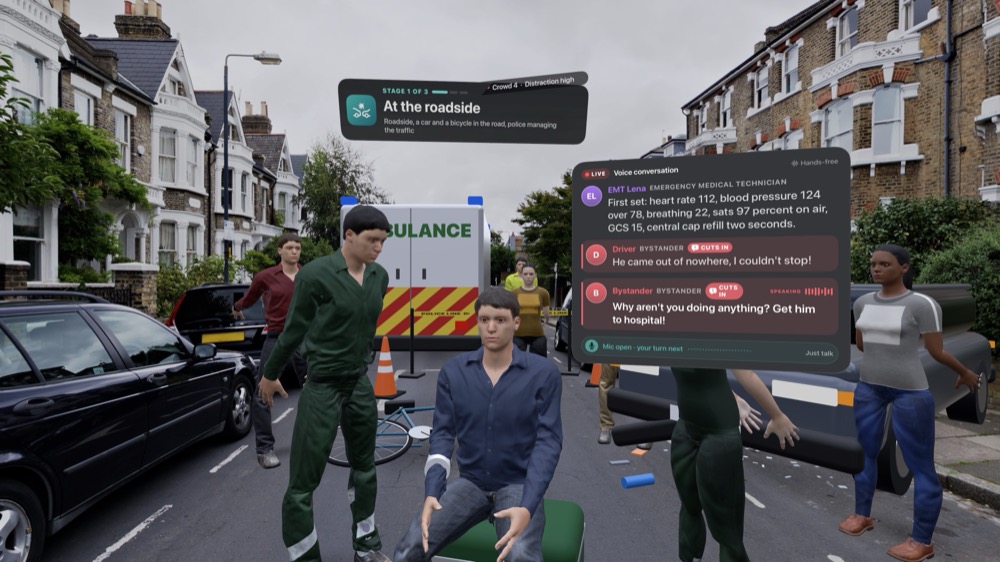 STAGE 1 OF 3
Crowd 4 · Distraction high
At the roadside
Roadside, a car and a bicycle in the road, police managing
the traffic
LIVE Voice conversation
Hands-free
EL EMT Lena EMERGENCY MEDICAL TECHNICIAN
First set: heart rate 112, blood pressure 124
over 78, breathing 22, sats 97 percent on air,
GCS 15, central cap refill two seconds.
D Driver BYSTANDER CUTS IN
He came out of nowhere, I couldn't stop!
B Bystander BYSTANDER CUTS
IN
SPEAKING
Why aren't you doing anything? Get him
to hospital!
Mic open · your turn next
Just talk
BULANCE
POLICE LINE